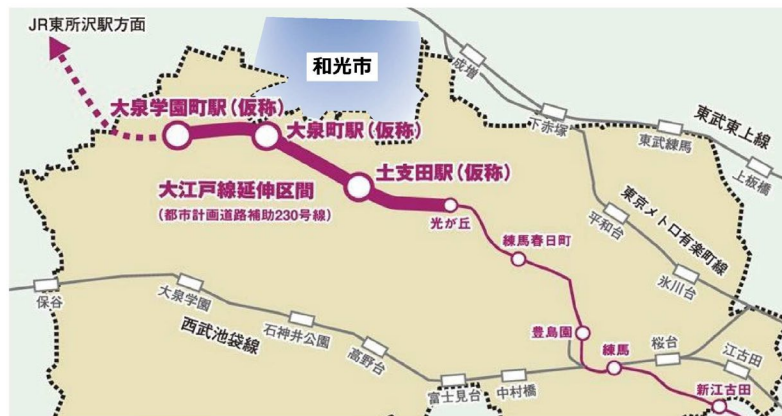 JR東所沢駅方面
和光市
大泉学園町駅(仮称)
大泉町駅(仮称)
土支田駅(仮称)
大江戸線延伸区間
(都市計画道路補助230号線)
光が丘
練馬春日町
豊島園
練馬
新江古田
成増
下赤塚
東武練馬
上板橋
東武東上線
東京メトロ有楽町線
平和台
氷川台
保谷
大泉学園
石神井公園
高野台
西武池袋線
富士見台
中村橋
桜台
江古田